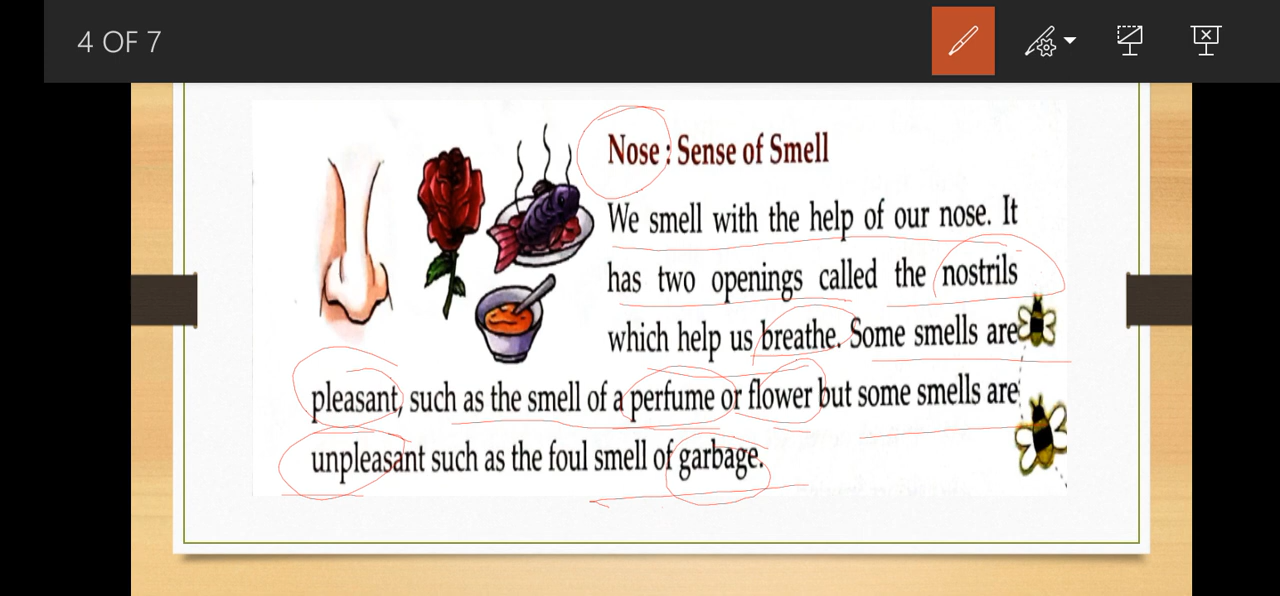 4 OF 7
Nose : Sense of Smell
We smell with the help of our nose. It
has two openings called the nostrils
which help us breathe. Some smells are
pleasant, such as the smell of a perfume or flower but some smells are
unpleasant such as the foul smell of garbage.